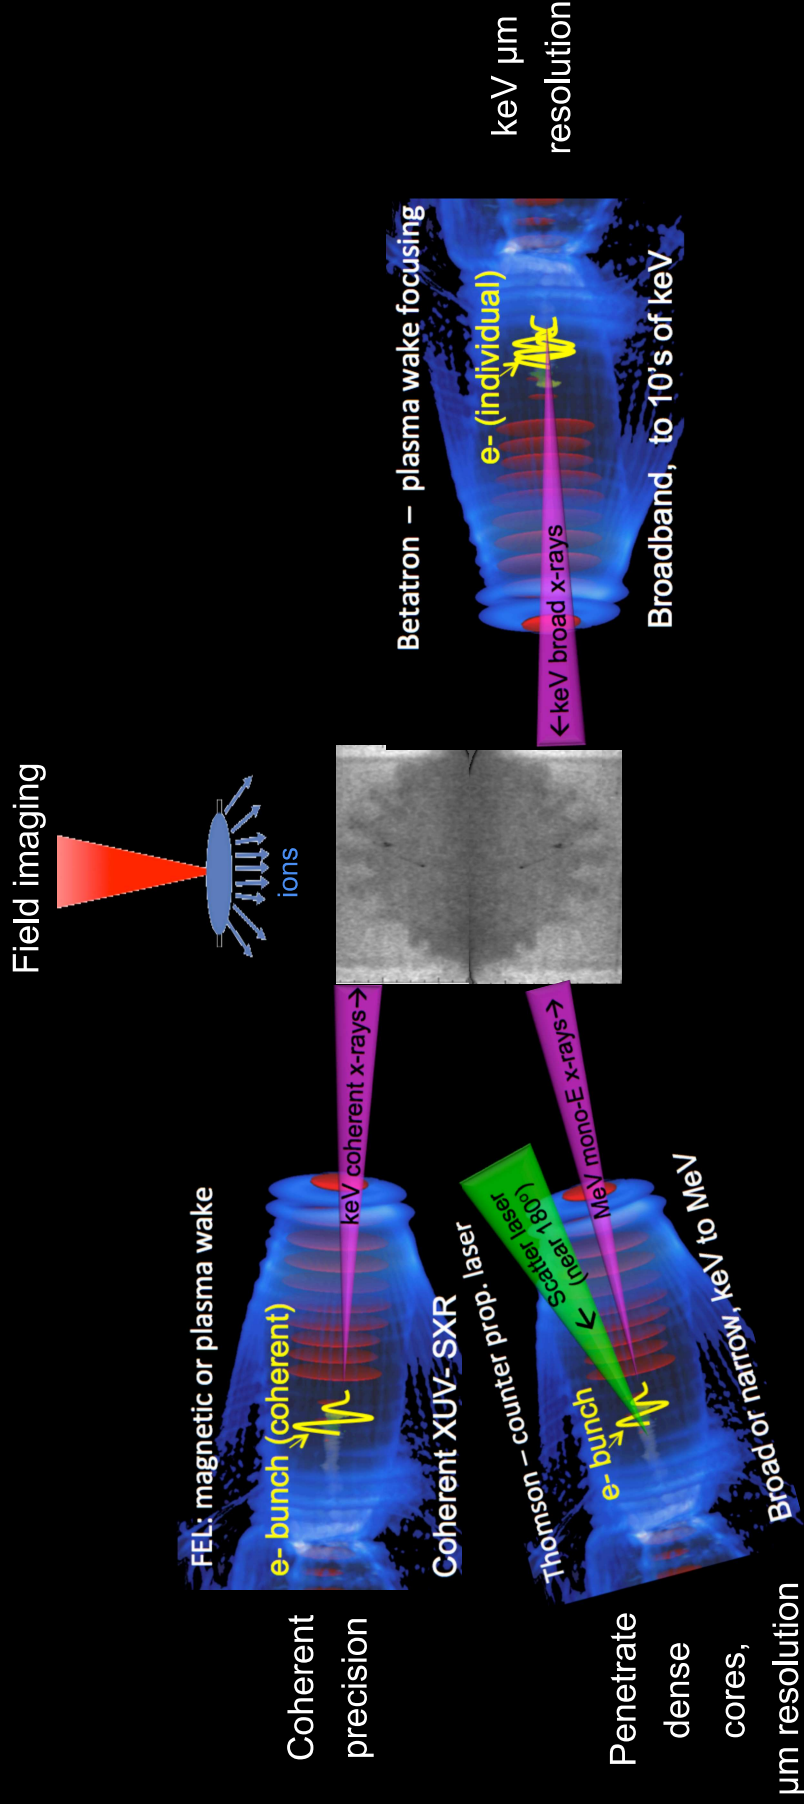 Field imaging
ions
FEL: magnetic or plasma wake
e- bunch (coherent)
keV coherent x-rays→
Coherent XUV- SXR
Coherent
precision
Betatron – plasma wake focusing
e- (individual)
←keV broad x-rays
Broadband, to 10's of keV
keV µm
resolution
Thomson – counter prop. laser
Scatter laser
(near 180º)
←
e- bunch
MeV mono-E x-rays→
Broad or narrow, keV to MeV
Penetrate
dense
cores,
µm resolution